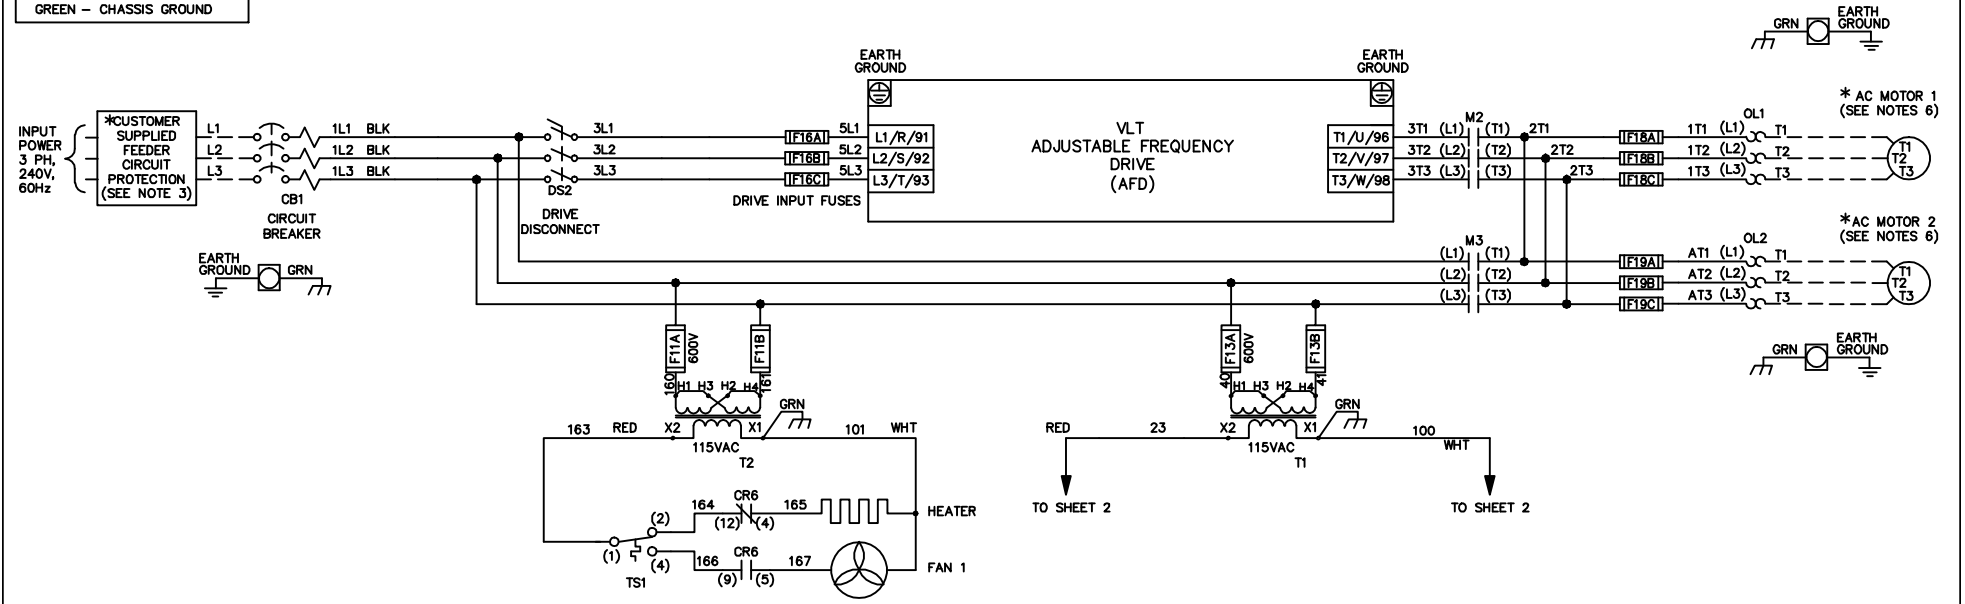 GREEN – CHASSIS GROUND
EARTH
GROUND
GRN
EARTH
GROUND
EARTH
GROUND
INPUT
POWER
3 PH,
240V,
60Hz
*CUSTOMER
SUPPLIED
FEEDER
CIRCUIT
PROTECTION
(SEE NOTE 3)
L1
L2
L3
CB1
CIRCUIT
BREAKER
1L1 BLK
1L2 BLK
1L3 BLK
DS2
DRIVE
DISCONNECT
3L1
3L2
3L3
F16A
F16B
F16C
DRIVE INPUT FUSES
5L1
5L2
5L3
L1/R/91
L2/S/92
L3/T/93
VLT
ADJUSTABLE FREQUENCY
DRIVE
(AFD)
T1/U/96
T2/V/97
T3/W/98
M2
3T1 (L1) (T1) 2T1
3T2 (L2) (T2) 2T2
3T3 (L3) (T3) 2T3
F18A
F18B
F18C
OL1
1T1 (L1) T1
1T2 (L2) T2
1T3 (L3) T3
* AC MOTOR 1
(SEE NOTES 6)
T1
T2
T3
EARTH
GROUND
GRN
M3
(L1) (T1)
(L2) (T2)
(L3) (T3)
F19A
F19B
F19C
OL2
AT1 (L1) T1
AT2 (L2) T2
AT3 (L3) T3
*AC MOTOR 2
(SEE NOTES 6)
T1
T2
T3
GRN
EARTH
GROUND
F11A
600V
F11B
160
161
H1 H3 H2 H4
GRN
163 RED X2 X1 101 WHT
115VAC
T2
F13A
600V
F13B
40
41
H1 H3 H2 H4
GRN
RED 23 X2 X1 100 WHT
115VAC
T1
TO SHEET 2
TO SHEET 2
CR6
164 165
(2) (12) (4)
HEATER
(1)
TS1
(4)
CR6
166 167
(9) (5)
FAN 1